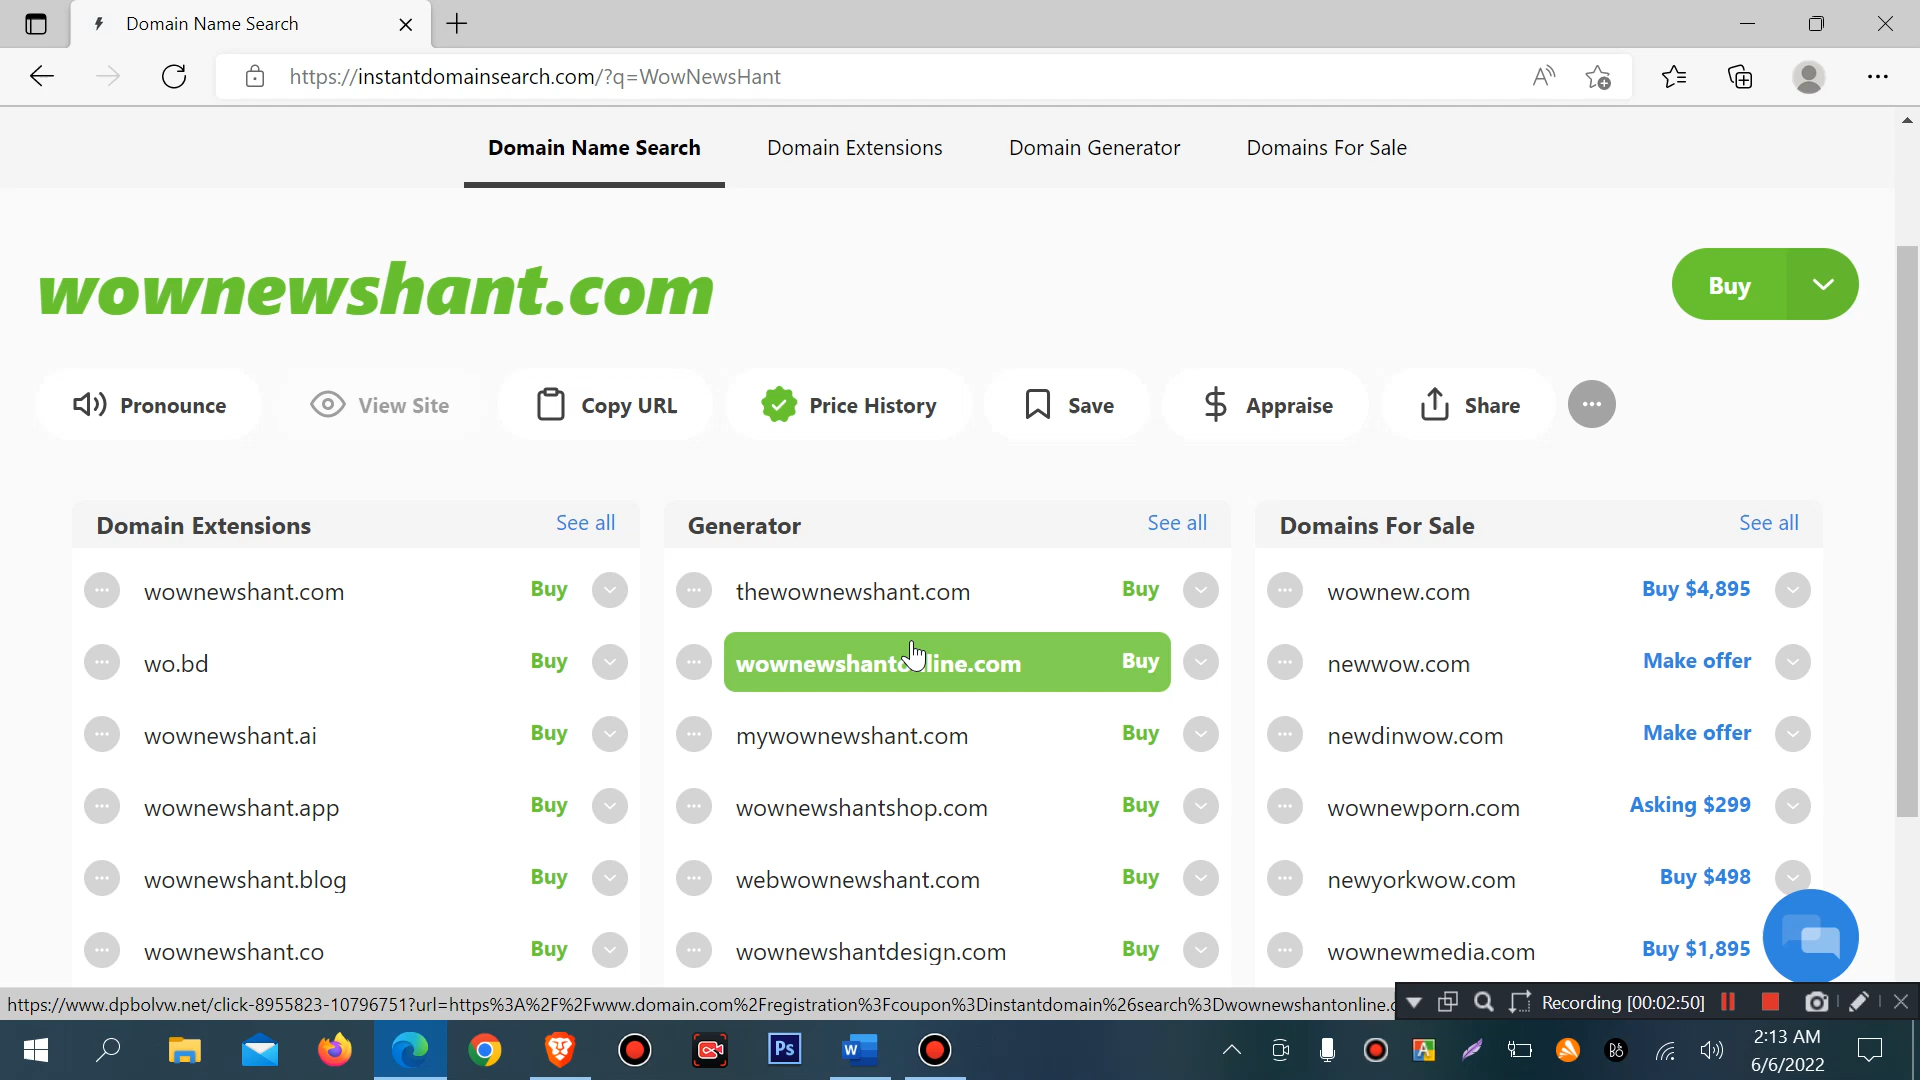 Domain Name Search
https://instantdomainsearch.com/?q=WowNewsHant
Domain Name Search Domain Extensions Domain Generator Domains For Sale
wownewshant.com
Buy
Pronounce View Site Copy URL Price History Save Appraise Share
Domain Extensions See all
wownewshant.com Buy
wo.bd Buy
wownewshant.ai Buy
wownewshant.app Buy
wownewshant.blog Buy
wownewshant.co Buy
Generator See all
thewownewshant.com Buy
wownewshantonline.com Buy
mywownewshant.com Buy
wownewshantshop.com Buy
webwownewshant.com Buy
wownewshantdesign.com Buy
Domains For Sale See all
wownew.com Buy $4,895
newwow.com Make offer
newdinwow.com Make offer
wownewporn.com Asking $299
newyorkwow.com Buy $498
wownewmedia.com Buy $1,895
https://www.dpbolvw.net/click-8955823-10796751?url=https%3A%2F%2Fwww.domain.com%2Fregistration%3Fcoupon%3Dinstantdomain%26search%3Dwownewshantonline.c
Recording [00:02:50]
Ps
W
A
2:13 AM
6/6/2022